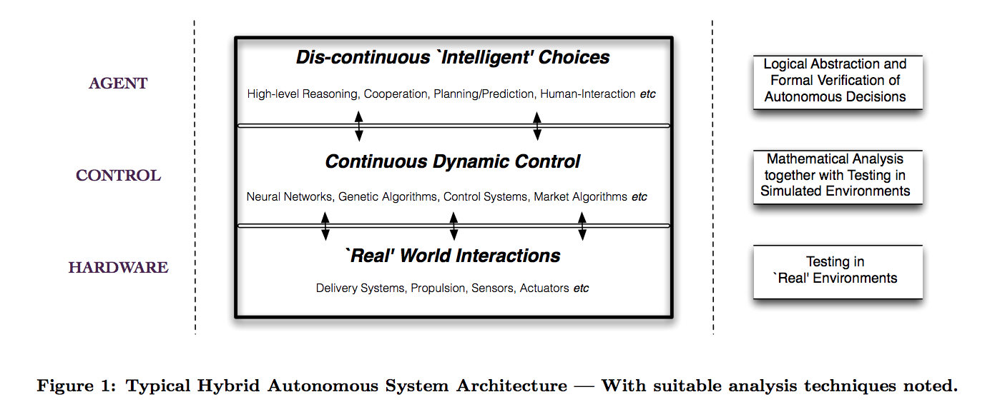 AGENT
Dis-continuous `Intelligent' Choices
High-level Reasoning, Cooperation, Planning/Prediction, Human-Interaction etc
Logical Abstraction and
Formal Verification of
Autonomous Decisions
CONTROL
Continuous Dynamic Control
Neural Networks, Genetic Algorithms, Control Systems, Market Algorithms etc
Mathematical Analysis
together with Testing in
Simulated Environments
HARDWARE
`Real' World Interactions
Delivery Systems, Propulsion, Sensors, Actuators etc
Testing in
`Real' Environments
Figure 1: Typical Hybrid Autonomous System Architecture — With suitable analysis techniques noted.